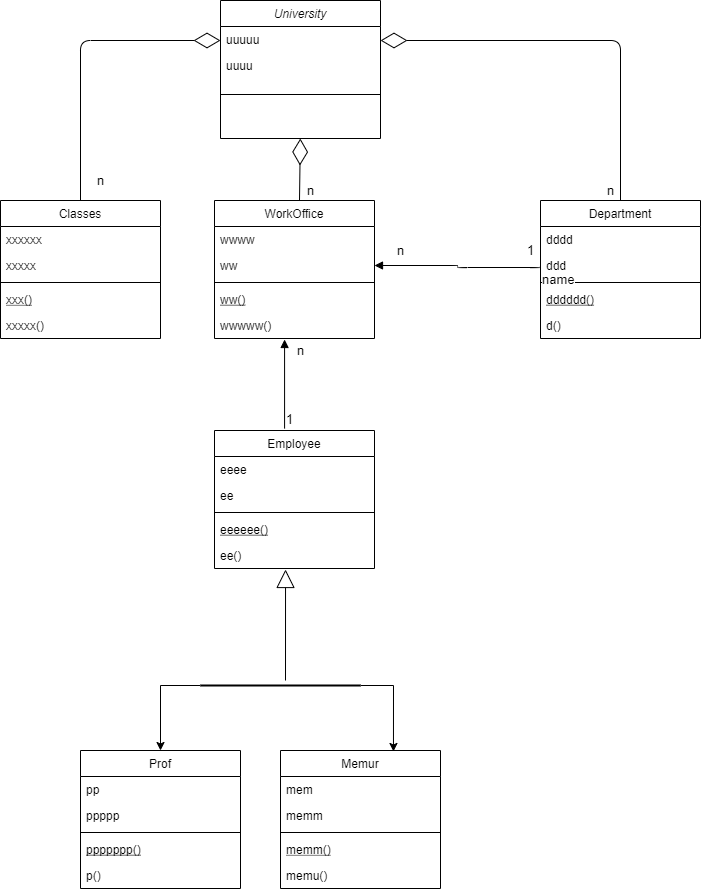 University
uuuuu
uuuu
n
n
n
Classes
xxxxxx
xxxxx
xxx()
xxxxx()
WorkOffice
wwww
ww
ww()
wwwww()
n
1
Department
dddd
ddd
name
dddddd()
d()
n
1
Employee
eeee
ee
eeeeee()
ee()
Prof
pp
ppppp
ppppppp()
p()
Memur
mem
memm
memm()
memu()